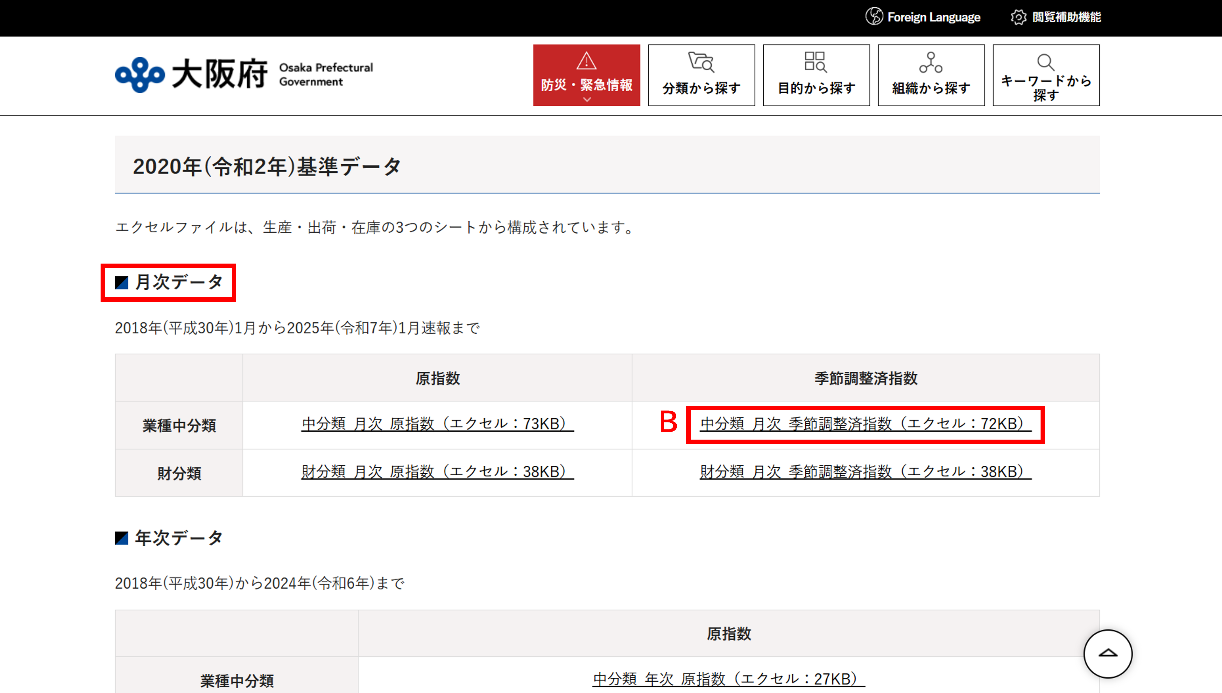 Foreign Language
閲覧補助機能
大阪府 Osaka Prefectural Government
防災・緊急情報
分類から探す
目的から探す
組織から探す
キーワードから
探す
2020年(令和2年)基準データ
エクセルファイルは、生産・出荷・在庫の3つのシートから構成されています。
月次データ
2018年(平成30年)1月から2025年(令和7年)1月速報まで
原指数 季節調整済指数
業種中分類 中分類_月次_原指数（エクセル：73KB） B 中分類_月次_季節調整済指数（エクセル：72KB）
財分類 財分類_月次_原指数（エクセル：38KB） 財分類_月次_季節調整済指数（エクセル：38KB）
年次データ
2018年(平成30年)から2024年(令和6年)まで
原指数
業種中分類 中分類_年次_原指数（エクセル：27KB）